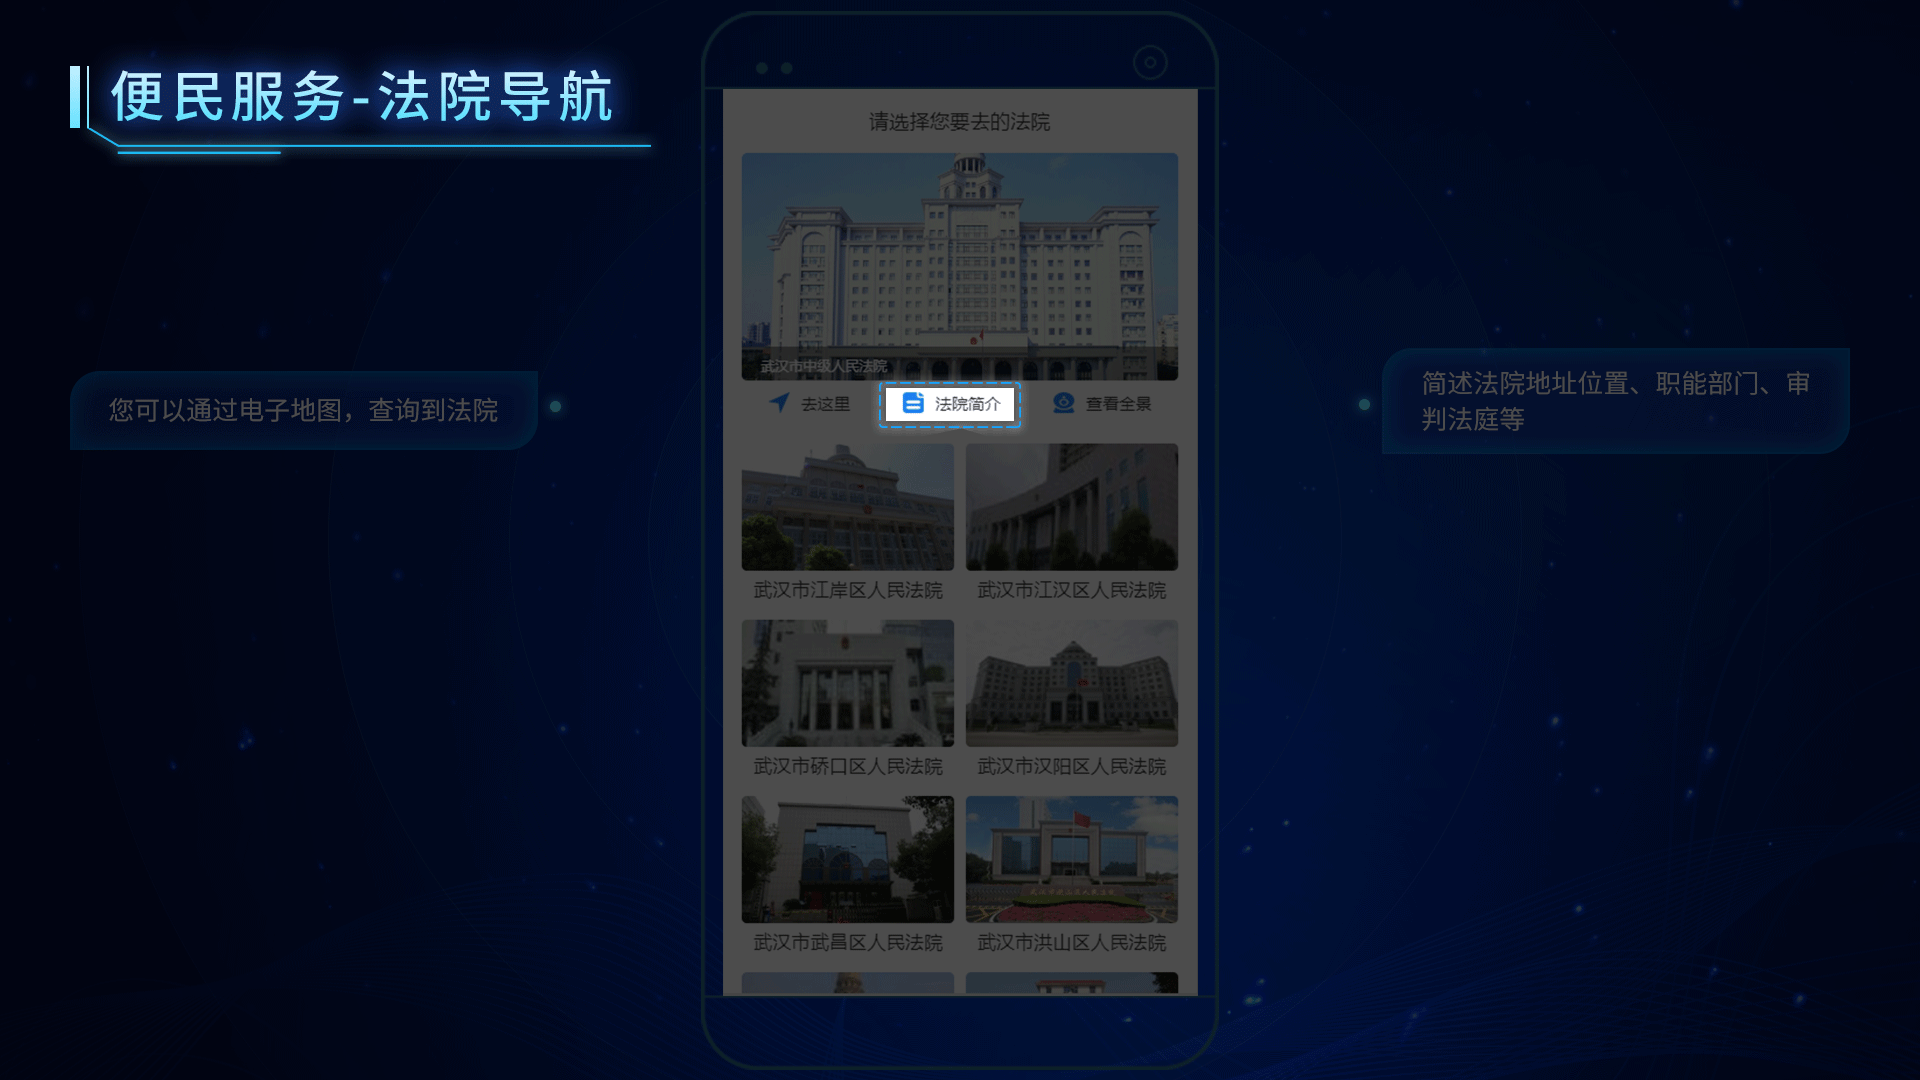 便民服务-法院导航
请选择您要去的法院
武汉市中级人民法院
去这里
法院简介
查看全景
您可以通过电子地图，查询到法院
简述法院地址位置、职能部门、审
判法庭等
武汉市江岸区人民法院
武汉市江汉区人民法院
武汉市硚口区人民法院
武汉市汉阳区人民法院
武汉市武昌区人民法院
武汉市洪山区人民法院